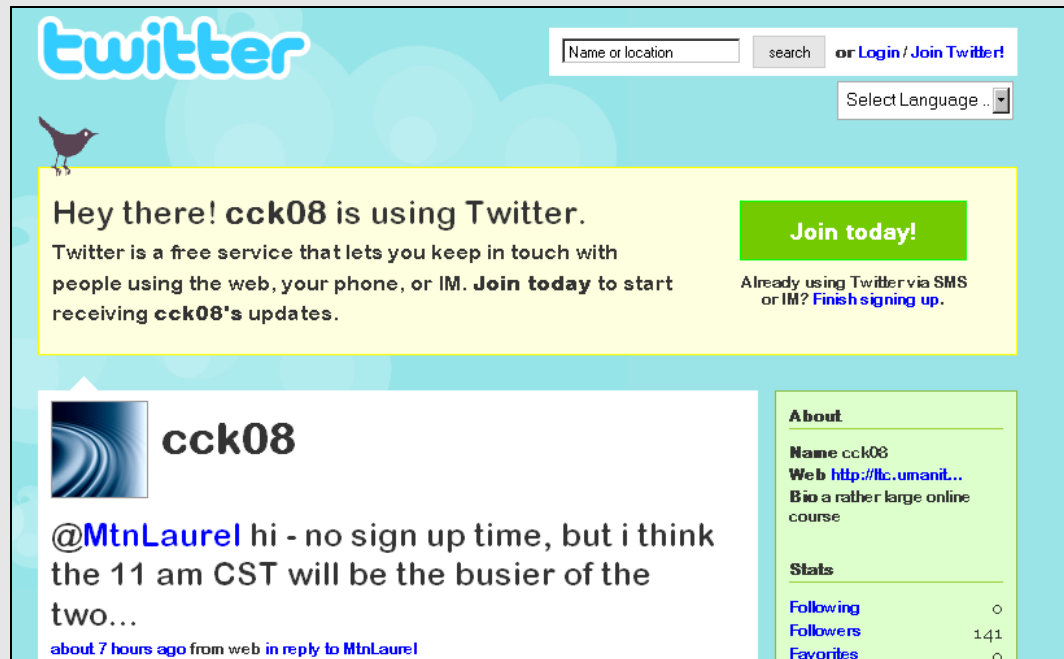 twitter
Name or location search or Login / Join Twitter!
Select Language ..
Hey there! cck08 is using Twitter.
Twitter is a free service that lets you keep in touch with
people using the web, your phone, or IM. Join today to start
receiving cck08's updates.
Join today!
Already using Twitter via SMS
or IM? Finish signing up.
cck08
@MtnLaurel hi - no sign up time, but i think
the 11 am CST will be the busier of the
two...
about 7 hours ago from web in reply to MtnLaurel
About
Name cck08
Web http://ltc.umanit...
Bio a rather large online
course
Stats
Following 0
Followers 141
Favorites 0